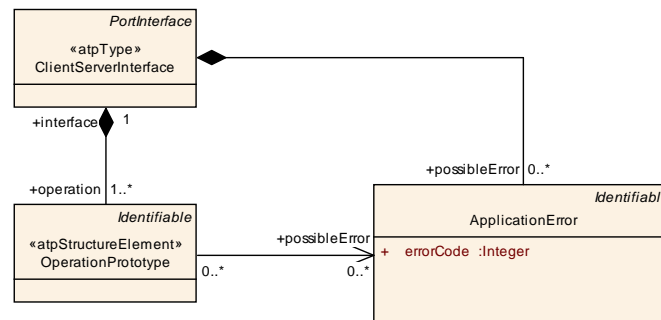 PortInterface
«atpType»
ClientServerInterface
+interface 1
+operation 1..*
+possibleError 0..*
Identifiable
«atpStructureElement»
OperationPrototype
+possibleError
0..* 0..*
Identifiabl
ApplicationError
+ errorCode :Integer